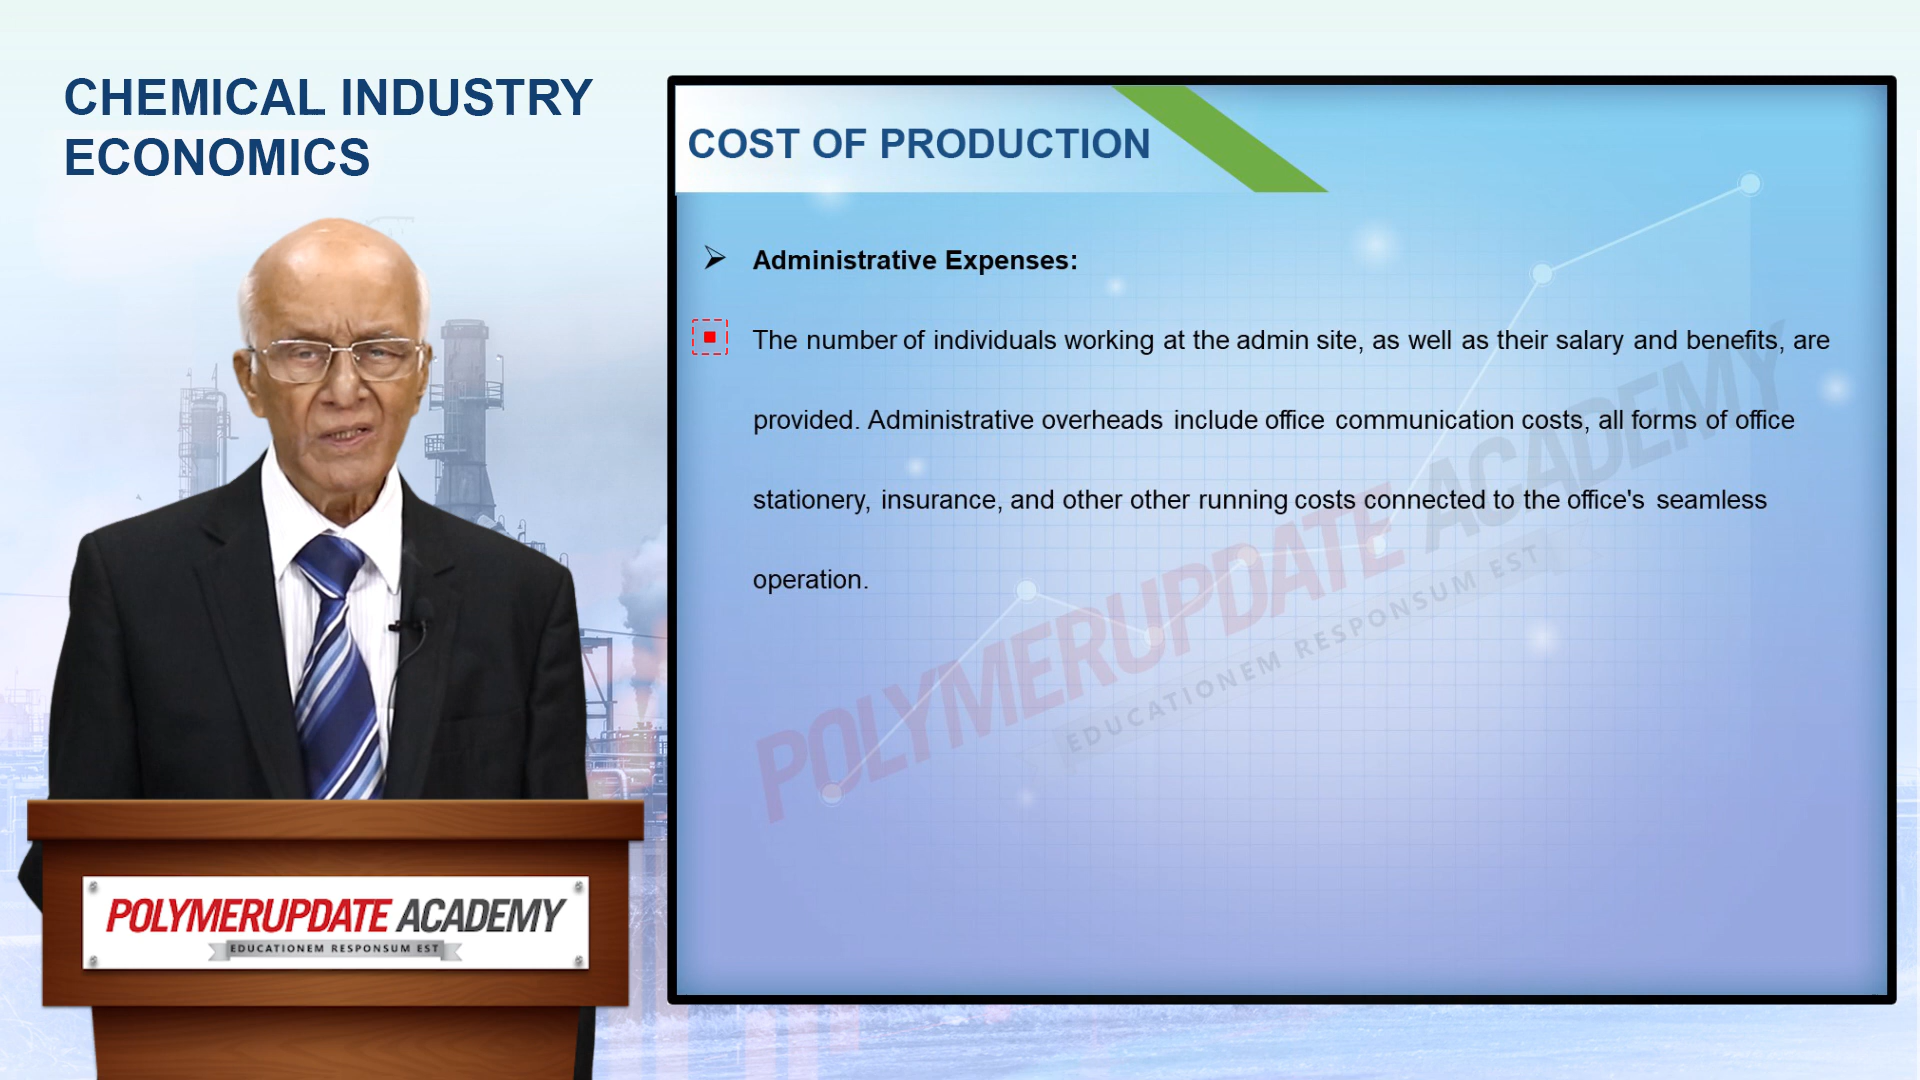 CHEMICAL INDUSTRY
ECONOMICS
COST OF PRODUCTION
Administrative Expenses:
The number of individuals working at the admin site, as well as their salary and benefits, are
provided. Administrative overheads include office communication costs, all forms of office
stationery, insurance, and other other running costs connected to the office's seamless
operation.
POLYMERUPDATE ACADEMY
EDUCATIONEM RESPONSUM EST
POLYMERUPDATE ACADEMY
EDUCATIONEM RESPONSUM EST